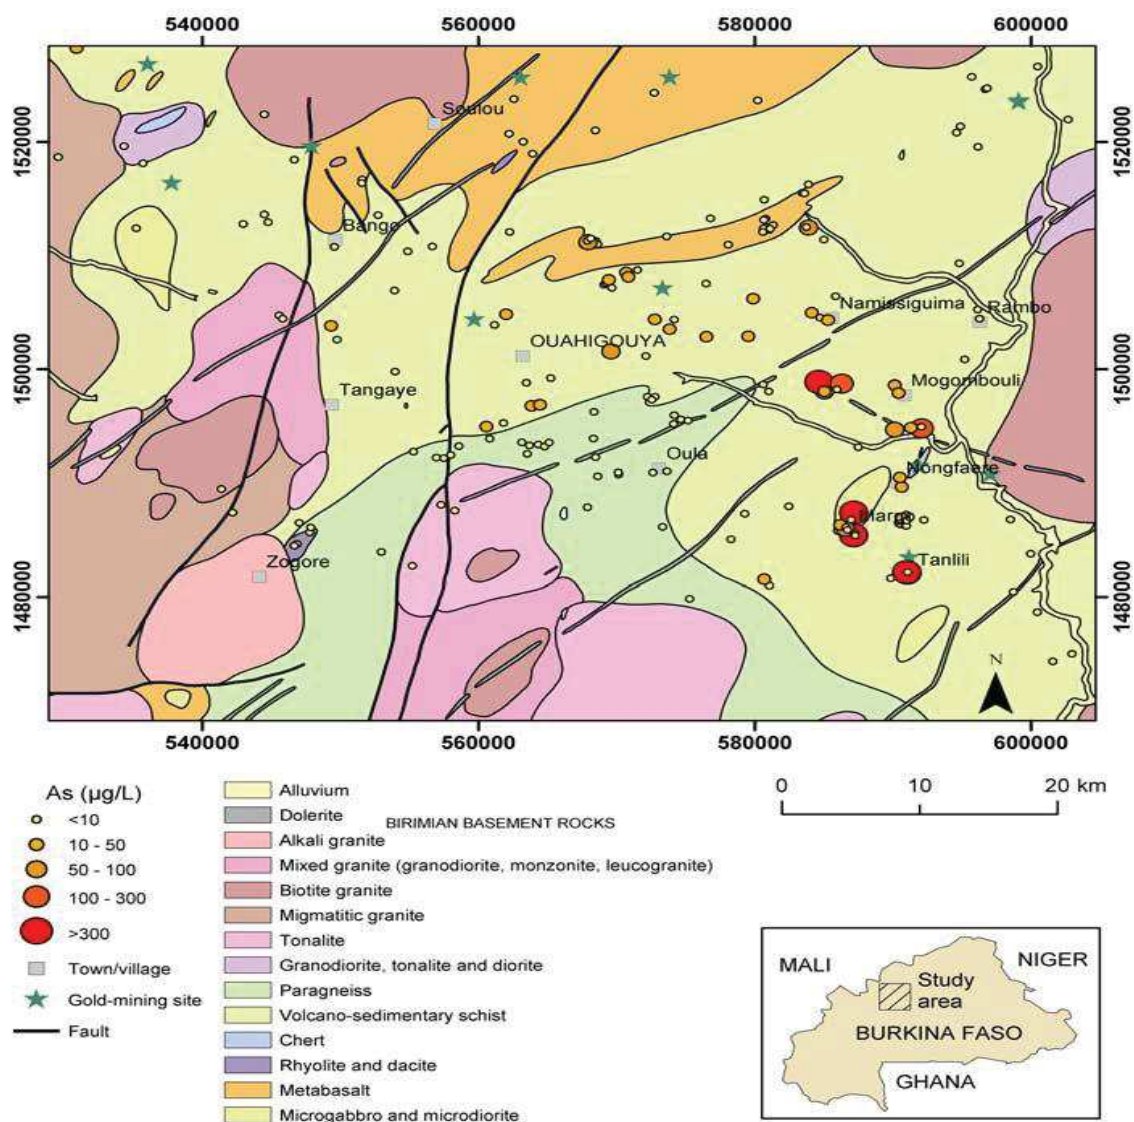 540000 560000 580000 600000
1520000 1520000
1500000 1500000
1480000 1480000
Soulou
Bango
Namissiguima
Rambo
OUAHIGOUYA
Tangaye
Mogombouli
Oula
Nongfaere
Margo
Zogore
Tanlili
N
540000 560000 580000 600000
As (µg/L)
<10
10 - 50
50 - 100
100 - 300
>300
Town/village
Gold-mining site
Fault
Alluvium
Dolerite
BIRIMIAN BASEMENT ROCKS
Alkali granite
Mixed granite (granodiorite, monzonite, leucogranite)
Biotite granite
Migmatitic granite
Tonalite
Granodiorite, tonalite and diorite
Paragneiss
Volcano-sedimentary schist
Chert
Rhyolite and dacite
Metabasalt
Microgabbro and microdiorite
0 10 20 km
MALI
NIGER
Study
area
BURKINA FASO
GHANA